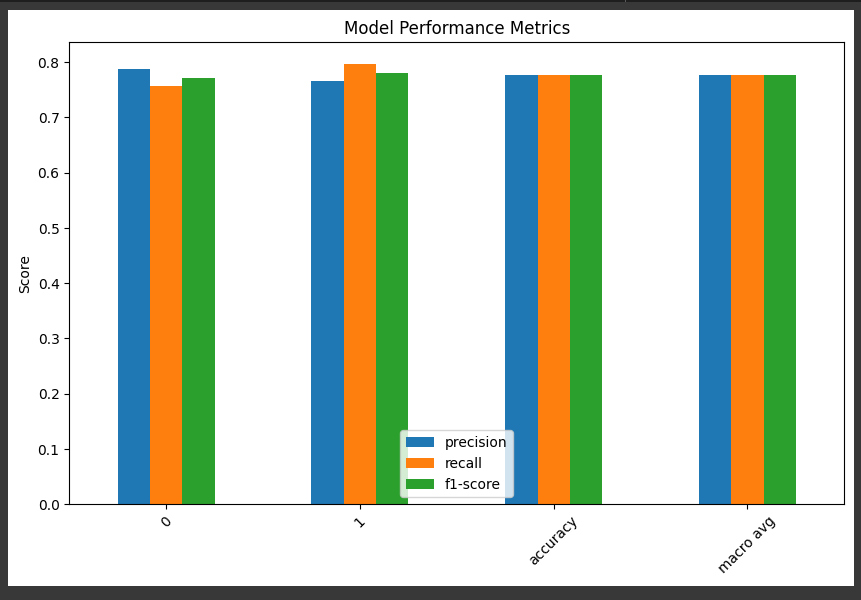 Model Performance Metrics
0.8
0.7
0.6
0.5
0.4
0.3
0.2
0.1
0.0
Score
precision
recall
f1-score
0
1
accuracy
macro avg